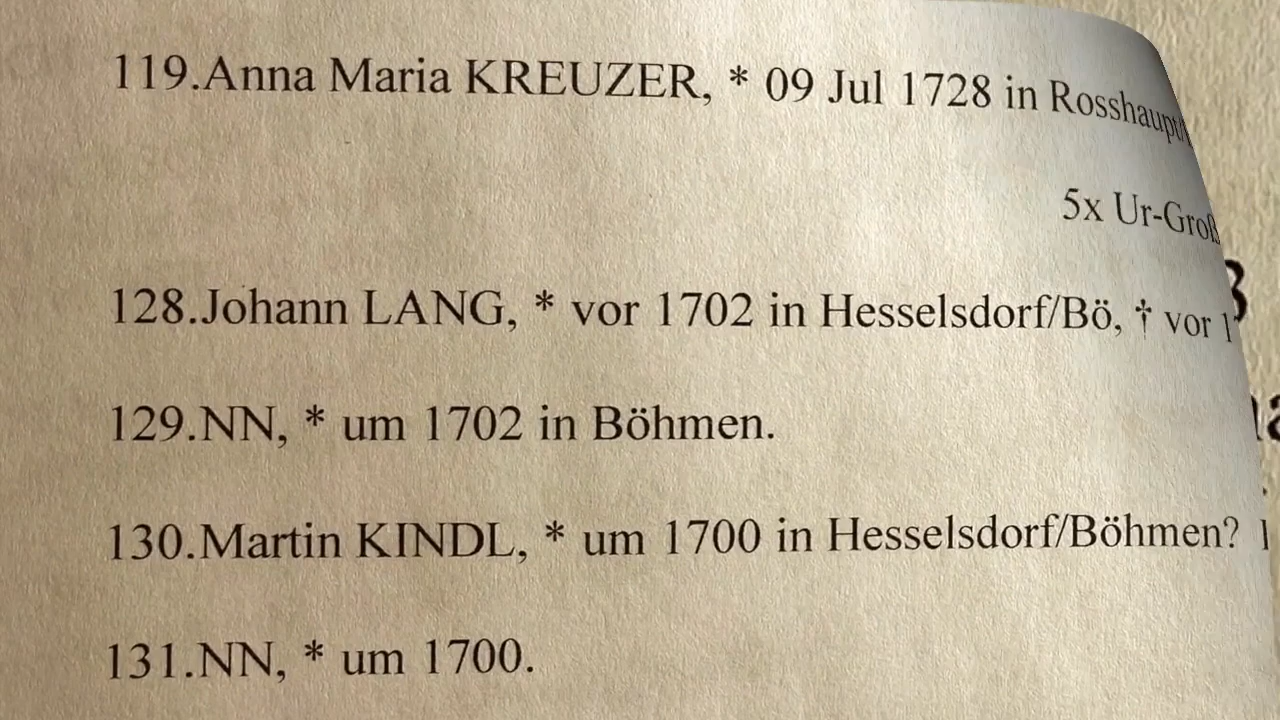 119.Anna Maria KREUZER, * 09 Jul 1728 in Rosshaupt
5x Ur-Groß
128.Johann LANG, * vor 1702 in Hesselsdorf/Bö, † vor 1
129.NN, * um 1702 in Böhmen.
130.Martin KINDL, * um 1700 in Hesselsdorf/Böhmen?
131.NN, * um 1700.